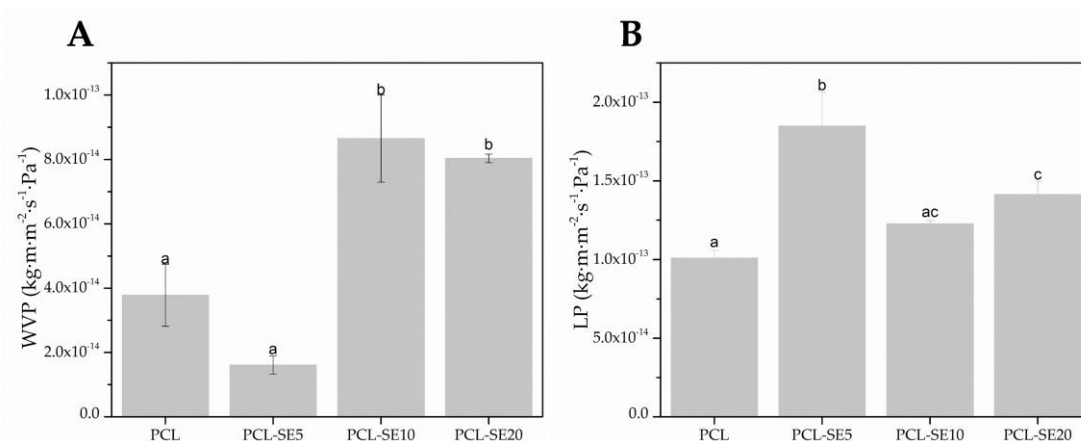 A
WVP (kg·m·m⁻²·s⁻¹·Pa⁻¹)
1.0x10⁻¹³
8.0x10⁻¹⁴
6.0x10⁻¹⁴
4.0x10⁻¹⁴
2.0x10⁻¹⁴
0.0
a
a
b
b
PCL
PCL-SE5
PCL-SE10
PCL-SE20
B
LP (kg·m·m⁻²·s⁻¹·Pa⁻¹)
2.0x10⁻¹³
1.5x10⁻¹³
1.0x10⁻¹³
5.0x10⁻¹⁴
0.0
a
b
ac
c
PCL
PCL-SE5
PCL-SE10
PCL-SE20